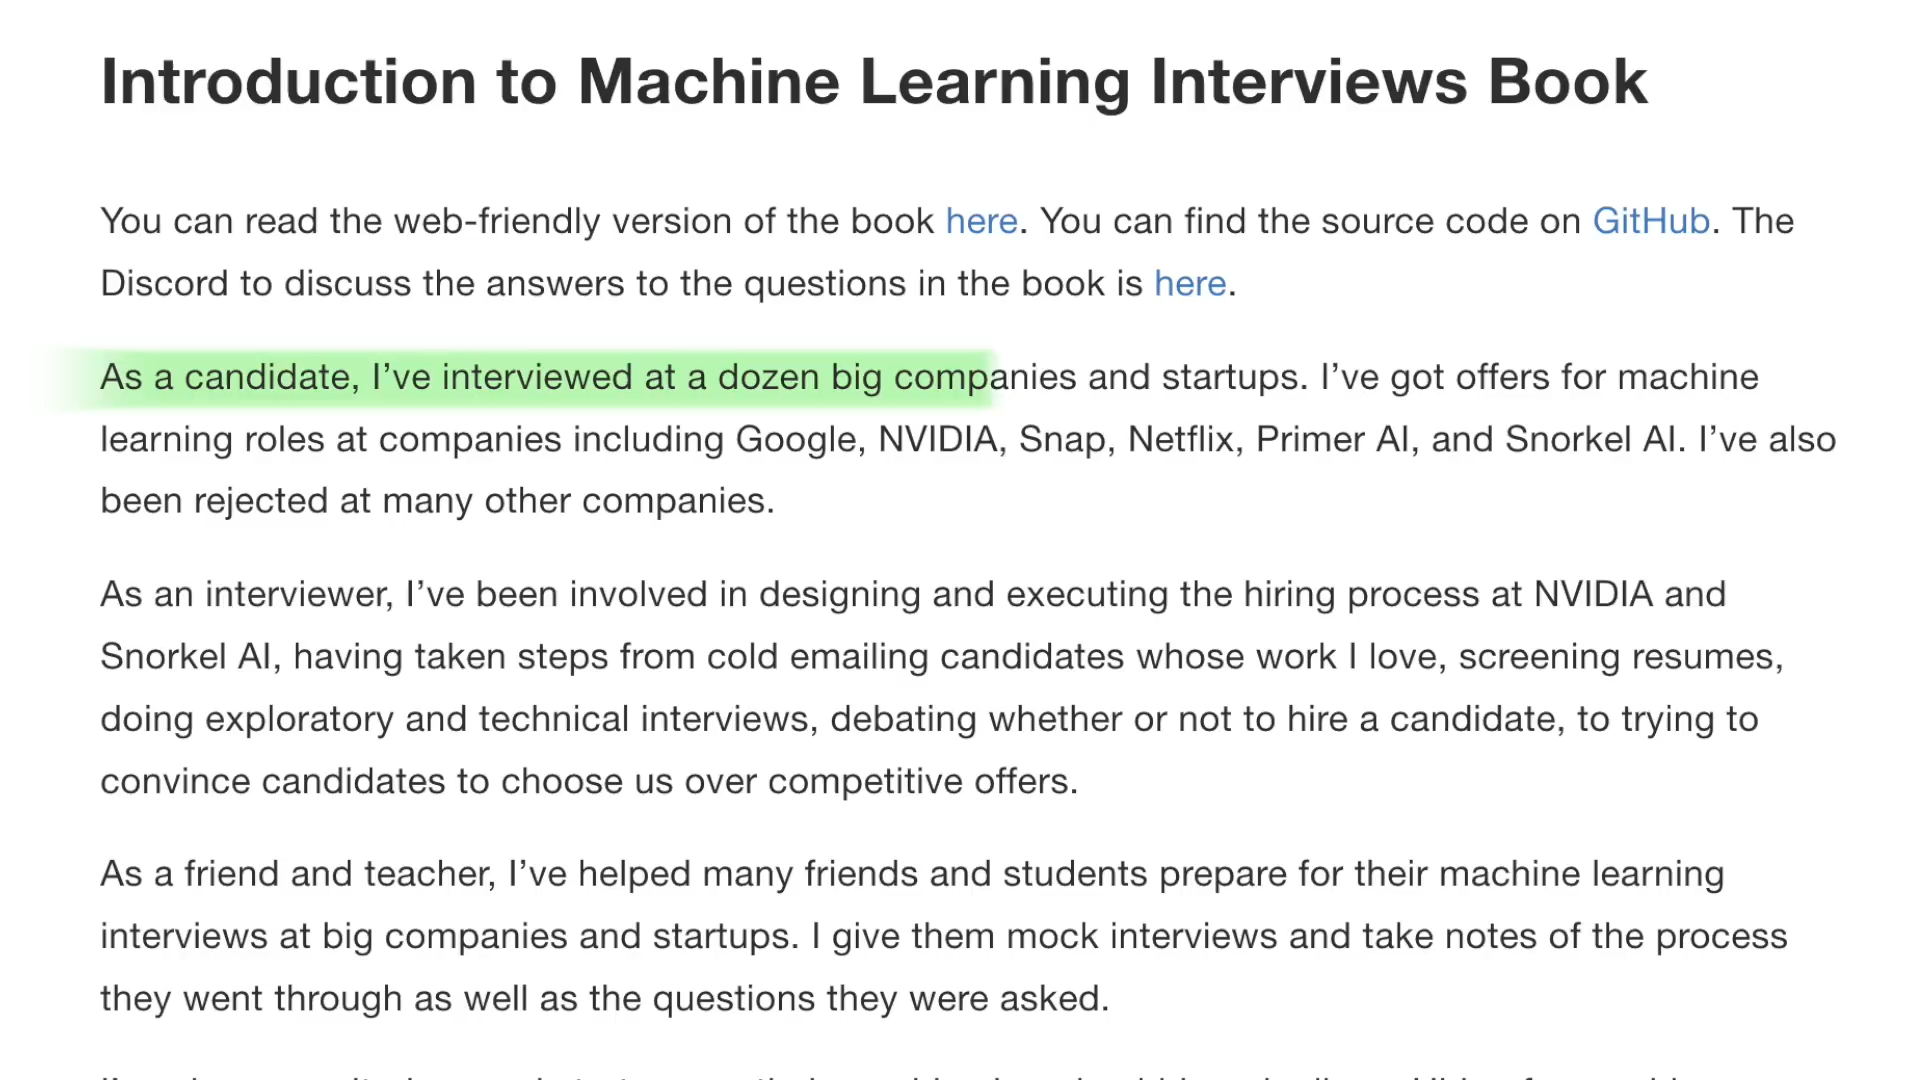 Introduction to Machine Learning Interviews Book
You can read the web-friendly version of the book here. You can find the source code on GitHub. The
Discord to discuss the answers to the questions in the book is here.
As a candidate, I’ve interviewed at a dozen big companies and startups. I’ve got offers for machine
learning roles at companies including Google, NVIDIA, Snap, Netflix, Primer AI, and Snorkel AI. I’ve also
been rejected at many other companies.
As an interviewer, I’ve been involved in designing and executing the hiring process at NVIDIA and
Snorkel AI, having taken steps from cold emailing candidates whose work I love, screening resumes,
doing exploratory and technical interviews, debating whether or not to hire a candidate, to trying to
convince candidates to choose us over competitive offers.
As a friend and teacher, I’ve helped many friends and students prepare for their machine learning
interviews at big companies and startups. I give them mock interviews and take notes of the process
they went through as well as the questions they were asked.